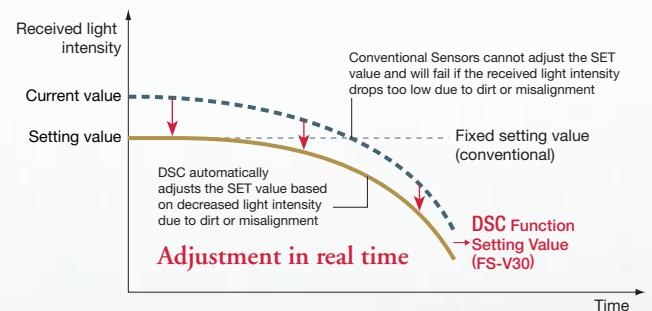 Received light
intensity
Conventional Sensors cannot adjust the SET
value and will fail if the received light intensity
drops too low due to dirt or misalignment
Current value
Setting value
Fixed setting value
(conventional)
DSC automatically
adjusts the SET value based
on decreased light intensity
due to dirt or misalignment
DSC Function
Setting Value
(FS-V30)
Adjustment in real time
Time